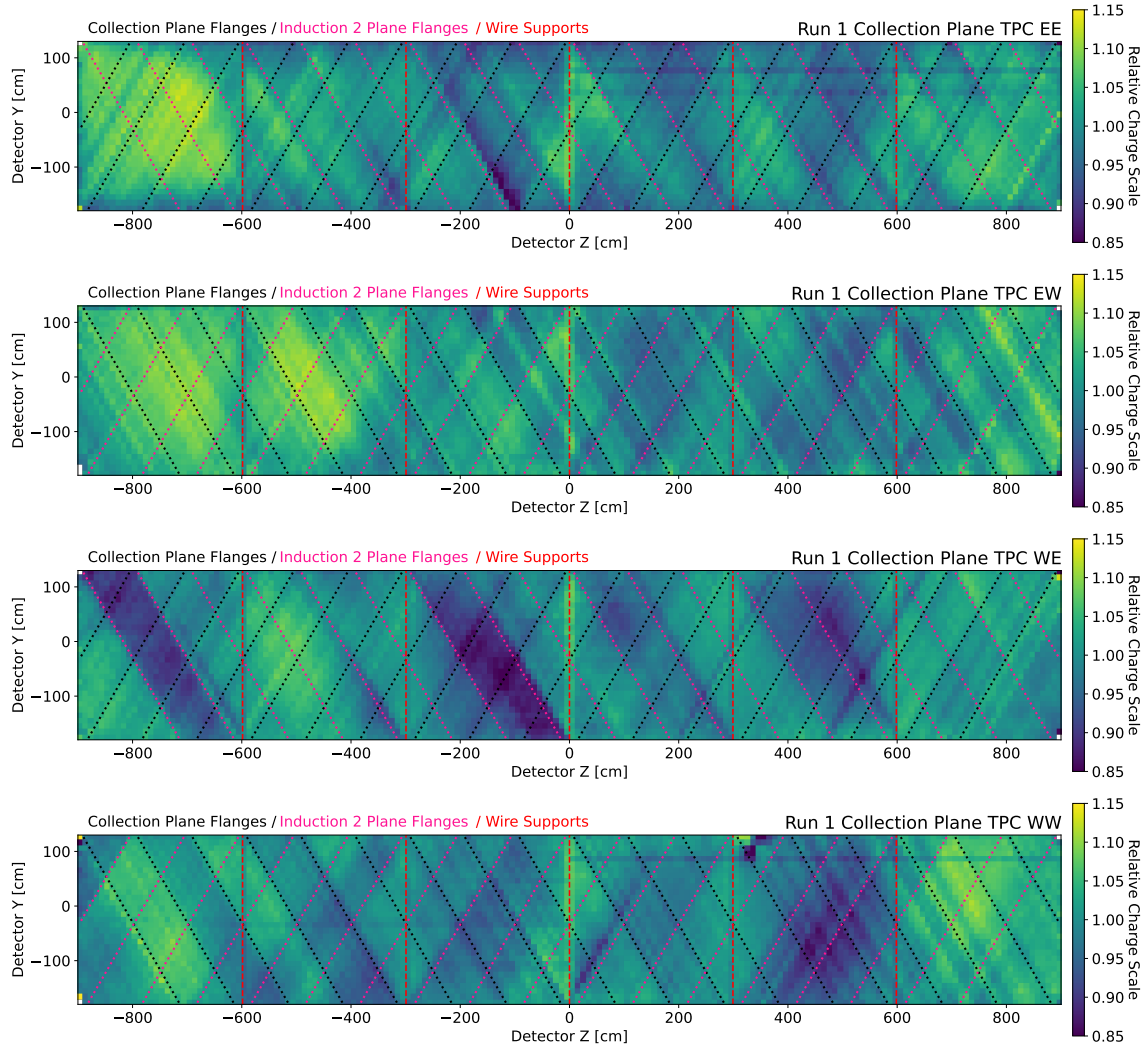 Collection Plane Flanges / Induction 2 Plane Flanges / Wire Supports
Run 1 Collection Plane TPC EE
100
0
−100
Detector Y [cm]
−800 −600 −400 −200 0 200 400 600 800
Detector Z [cm]
1.15
1.10
1.05
1.00
0.95
0.90
0.85
Relative Charge Scale
Collection Plane Flanges / Induction 2 Plane Flanges / Wire Supports
Run 1 Collection Plane TPC EW
100
0
−100
Detector Y [cm]
−800 −600 −400 −200 0 200 400 600 800
Detector Z [cm]
1.15
1.10
1.05
1.00
0.95
0.90
0.85
Relative Charge Scale
Collection Plane Flanges / Induction 2 Plane Flanges / Wire Supports
Run 1 Collection Plane TPC WE
100
0
−100
Detector Y [cm]
−800 −600 −400 −200 0 200 400 600 800
Detector Z [cm]
1.15
1.10
1.05
1.00
0.95
0.90
0.85
Relative Charge Scale
Collection Plane Flanges / Induction 2 Plane Flanges / Wire Supports
Run 1 Collection Plane TPC WW
100
0
−100
Detector Y [cm]
−800 −600 −400 −200 0 200 400 600 800
Detector Z [cm]
1.15
1.10
1.05
1.00
0.95
0.90
0.85
Relative Charge Scale